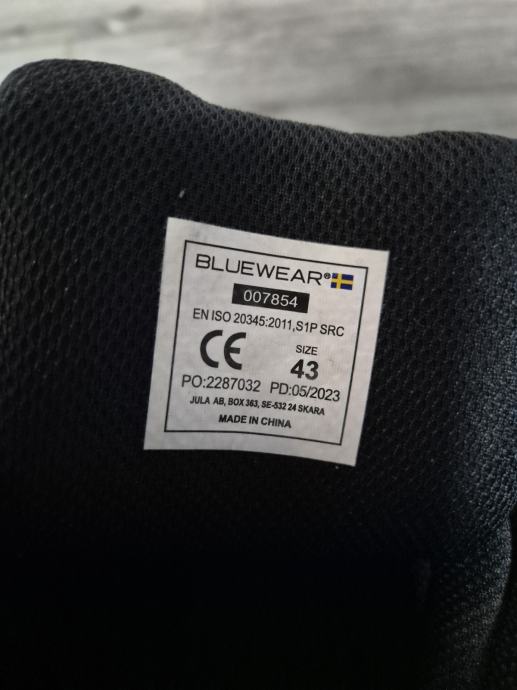 BLUEWEAR®
007854
EN ISO 20345:2011,S1P SRC
CE
SIZE
43
PO:2287032 PD:05/2023
JULA AB, BOX 363, SE-532 24 SKARA
MADE IN CHINA